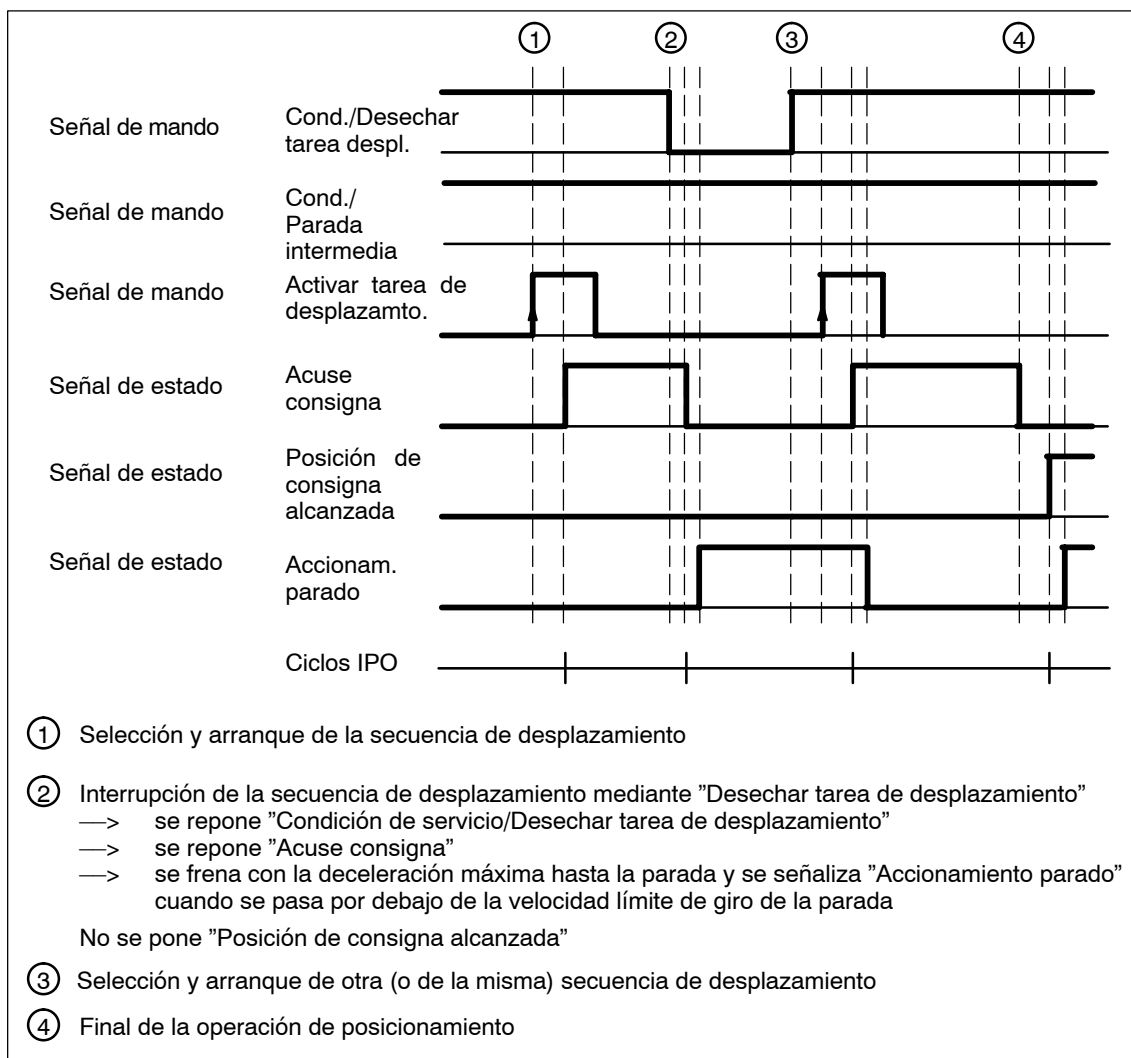 1 2 3 4
Señal de mando Cond./Desechar
tarea despl.
Señal de mando Cond./
Parada
intermedia
Señal de mando Activar tarea de
desplazamto.
Señal de estado Acuse
consigna
Señal de estado Posición de
consigna
alcanzada
Señal de estado Accionam.
parado
Ciclos IPO
1 Selección y arranque de la secuencia de desplazamiento
2 Interrupción de la secuencia de desplazamiento mediante ”Desechar tarea de desplazamiento”
—> se repone ”Condición de servicio/Desechar tarea de desplazamiento”
—> se repone ”Acuse consigna”
—> se frena con la deceleración máxima hasta la parada y se señaliza ”Accionamiento parado”
cuando se pasa por debajo de la velocidad límite de giro de la parada
No se pone ”Posición de consigna alcanzada”
3 Selección y arranque de otra (o de la misma) secuencia de desplazamiento
4 Final de la operación de posicionamiento